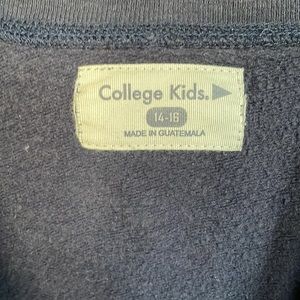 College Kids.
14-16
MADE IN GUATEMALA